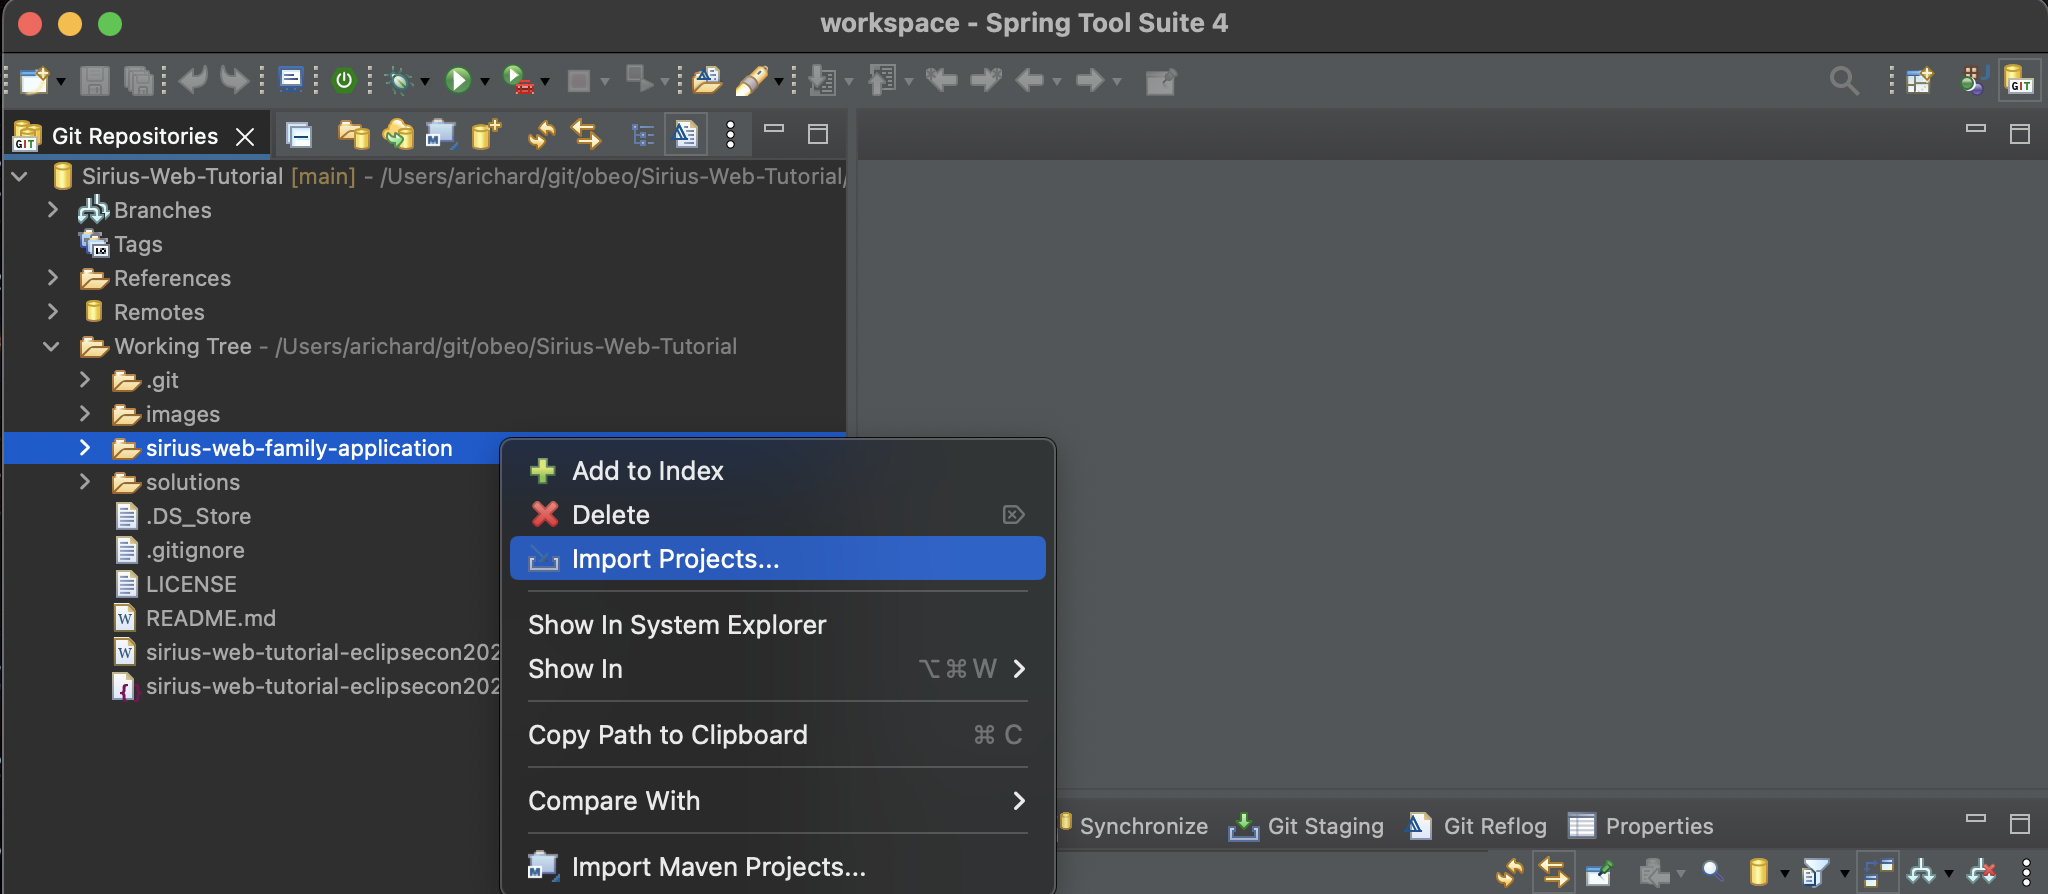 workspace - Spring Tool Suite 4
GIT
Git Repositories
Sirius-Web-Tutorial [main] - /Users/arichard/git/obeo/Sirius-Web-Tutorial/
Branches
Tags
References
Remotes
Working Tree - /Users/arichard/git/obeo/Sirius-Web-Tutorial
.git
images
sirius-web-family-application
solutions
.DS_Store
.gitignore
LICENSE
README.md
sirius-web-tutorial-eclipsecon202
sirius-web-tutorial-eclipsecon202
Add to Index
Delete
Import Projects...
Show In System Explorer
Show In ⌥⌘W
Copy Path to Clipboard ⌘ C
Compare With
Import Maven Projects...
Synchronize Git Staging Git Reflog Properties